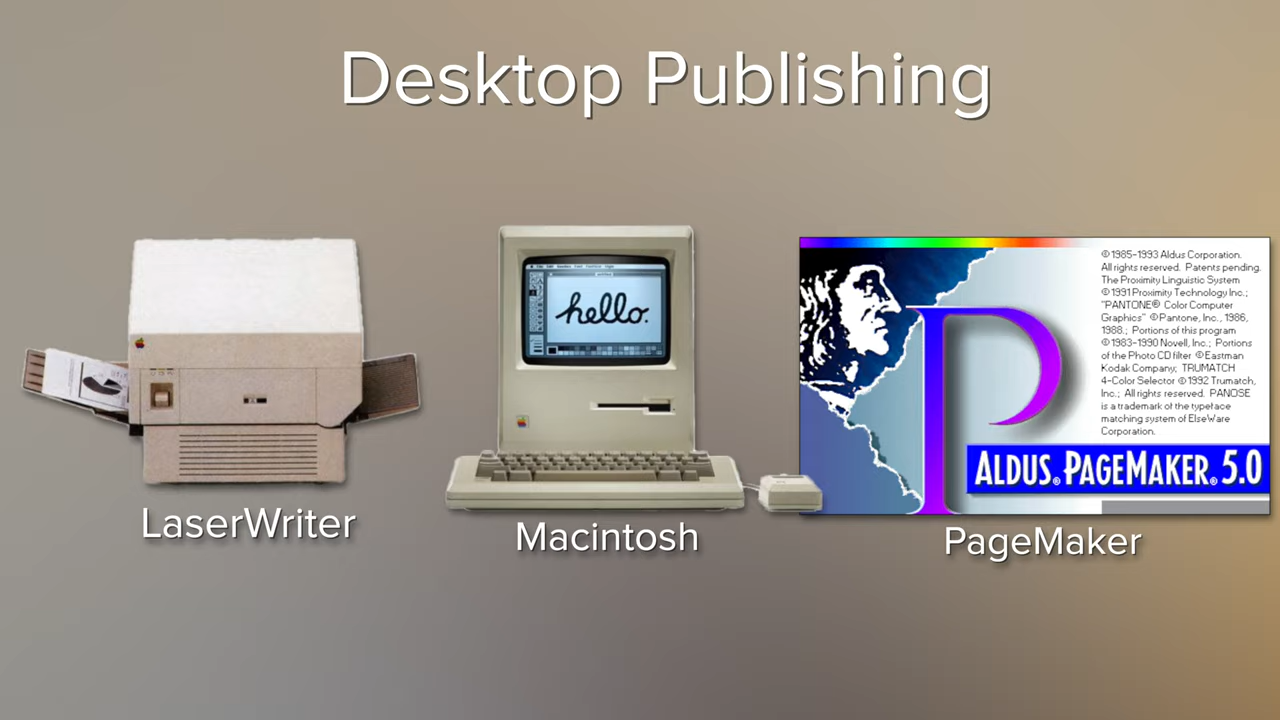 Desktop Publishing
hello.
© 1985-1993 Aldus Corporation.
All rights reserved. Patents pending.
The Proximity Linguistic System
© 1991 Proximity Technology Inc.;
"PANTONE® Color Computer
Graphics" © Pantone, Inc., 1986,
1988.; Portions of this program
© 1983-1990 Novell, Inc.; Portions
of the Photo CD filter © Eastman
Kodak Company; TRUMATCH
4-Color Selector © 1992 Trumatch,
Inc.; All rights reserved. PANOSE
is a trademark of the typeface
matching system of ElseWare
Corporation.
P
ALDUS® PAGEMAKER® 5.0
LaserWriter
Macintosh
PageMaker